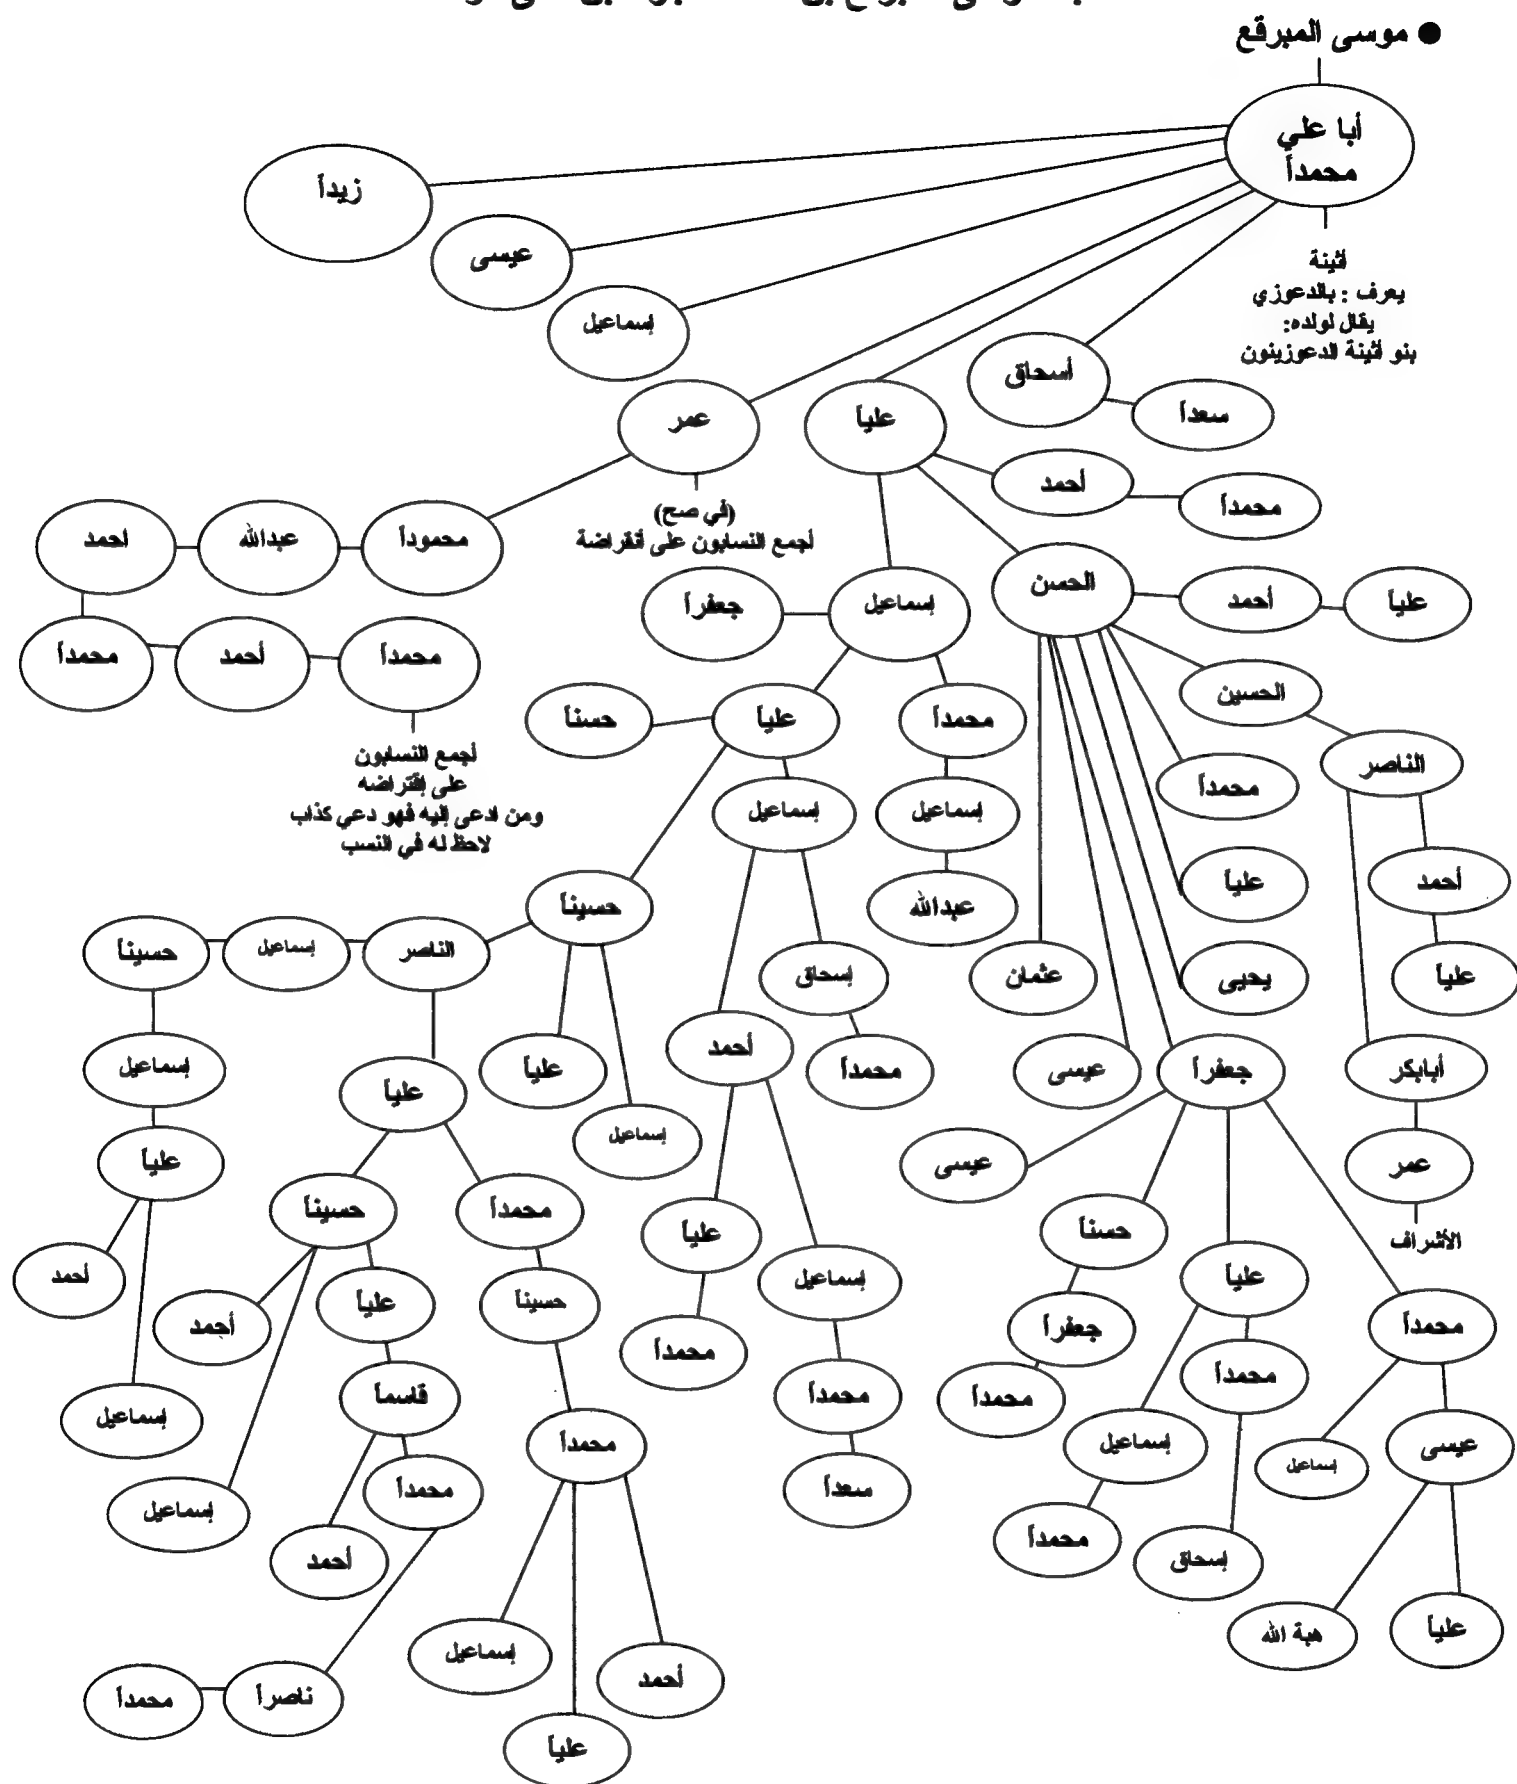 ● موسى المبرقع
أبا علي
محمداً
زيداً
عيسى
إسماعيل
أثينة
يعرف : بالدعوزي
يقال لولده:
بنو أثينة الدعوزينون
أسحاق
سعداً
عمر
علياً
أحمد
محمداً
(في صح)
أجمع النسابون على أنقراضة
محموداً
عبدالله
احمد
الحسن
أحمد
علياً
إسماعيل
جعفراً
محمداً
أحمد
محمداً
الحسين
محمداً
علياً
حسناً
الناصر
أجمع النسابون
على إنقراضه
ومن ادعى إليه فهو دعي كذاب
لاحظ له في النسب
محمداً
إسماعيل
إسماعيل
علياً
أحمد
حسيناً
عبدالله
الناصر
إسماعيل
حسيناً
إسحاق
عثمان
يحيى
علياً
أحمد
محمداً
عيسى
جعفراً
أبابكر
علياً
علياً
إسماعيل
إسماعيل
عيسى
عمر
علياً
الأشراف
حسناً
علياً
محمداً
حسيناً
علياً
إسماعيل
أحمد
جعفراً
محمداً
محمداً
حسيناً
علياً
أحمد
محمداً
محمداً
محمداً
قاسماً
إسماعيل
إسماعيل
إسماعيل
عيسى
محمداً
سعداً
محمداً
إسماعيل
محمداً
إسحاق
أحمد
هبة الله
علياً
إسماعيل
أحمد
علياً
ناصراً
محمداً